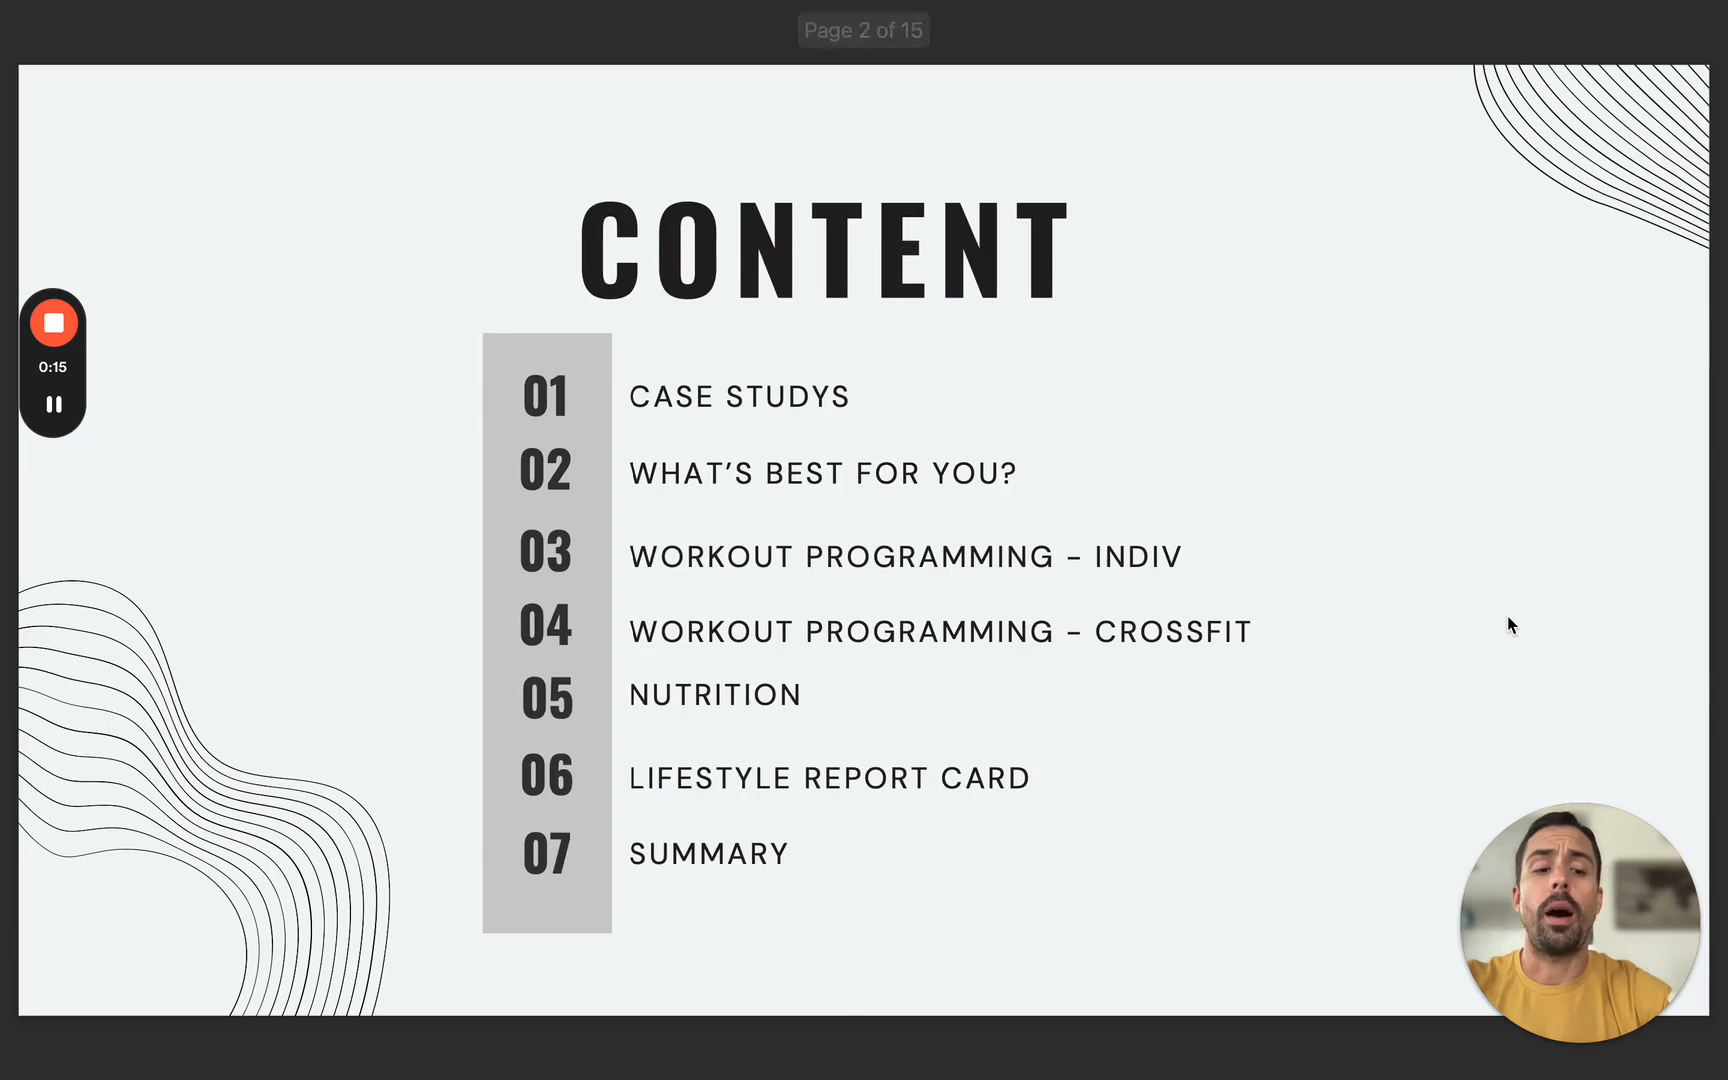 Page 2 of 15
CONTENT
0:15
01 CASE STUDYS
02 WHAT’S BEST FOR YOU?
03 WORKOUT PROGRAMMING - INDIV
04 WORKOUT PROGRAMMING - CROSSFIT
05 NUTRITION
06 LIFESTYLE REPORT CARD
07 SUMMARY